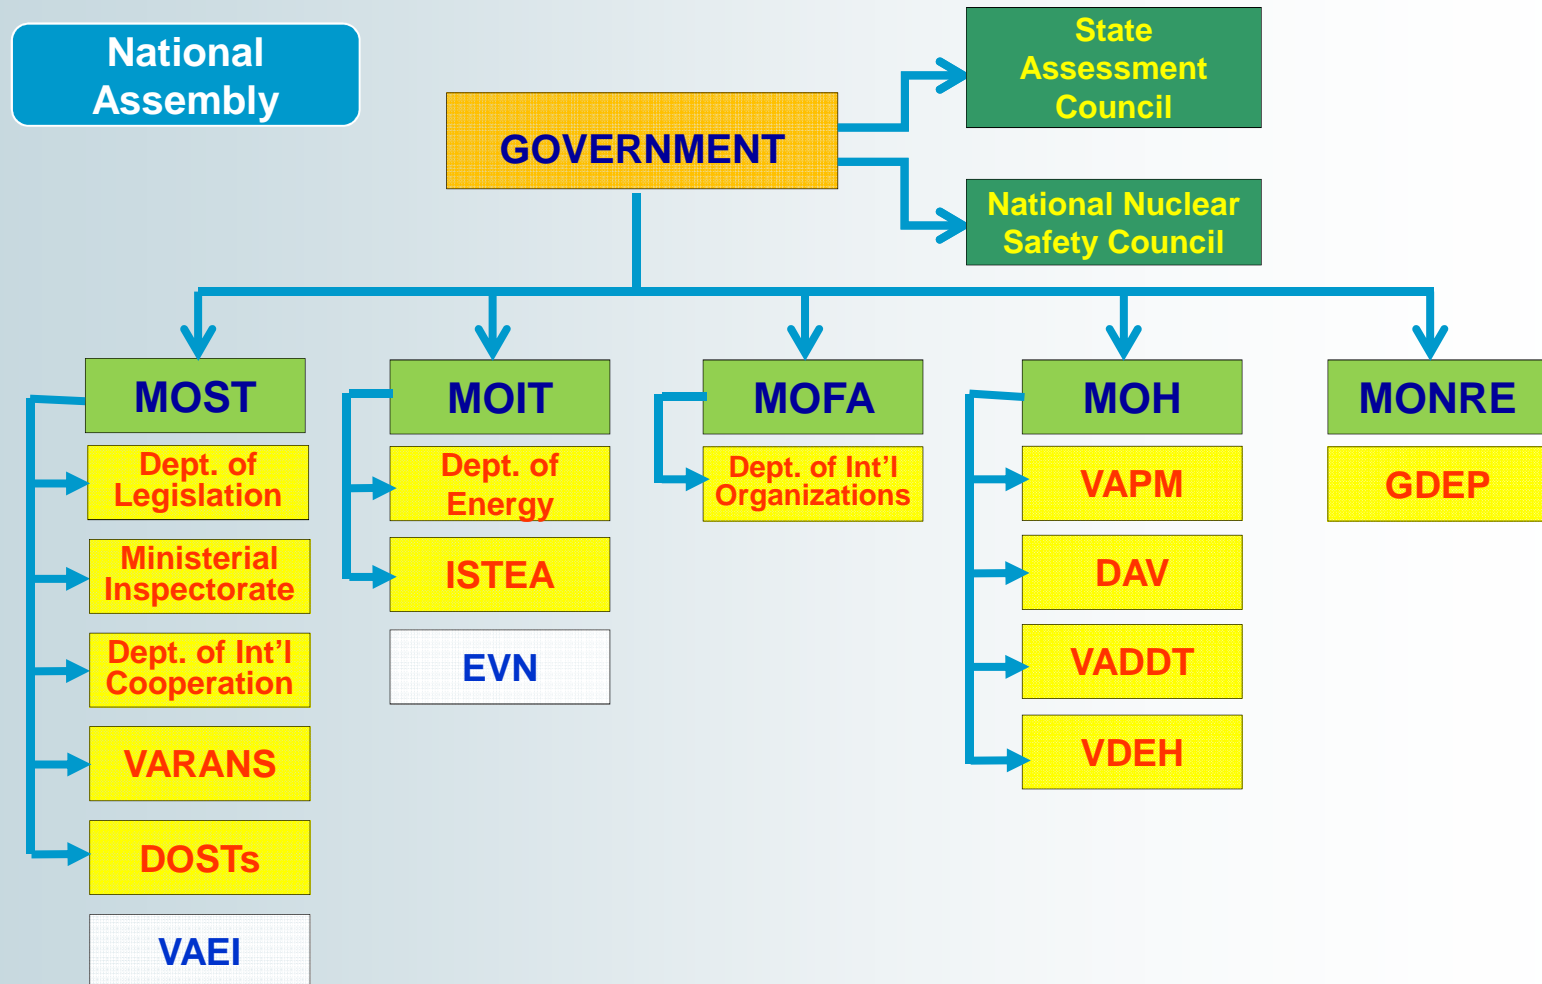 National
Assembly
GOVERNMENT
State
Assessment
Council
National Nuclear
Safety Council
MOST
Dept. of
Legislation
Ministerial
Inspectorate
Dept. of Int’l
Cooperation
VARANS
DOSTs
VAEI
MOIT
Dept. of
Energy
ISTEA
EVN
MOFA
Dept. of Int’l
Organizations
MOH
VAPM
DAV
VADDT
VDEH
MONRE
GDEP